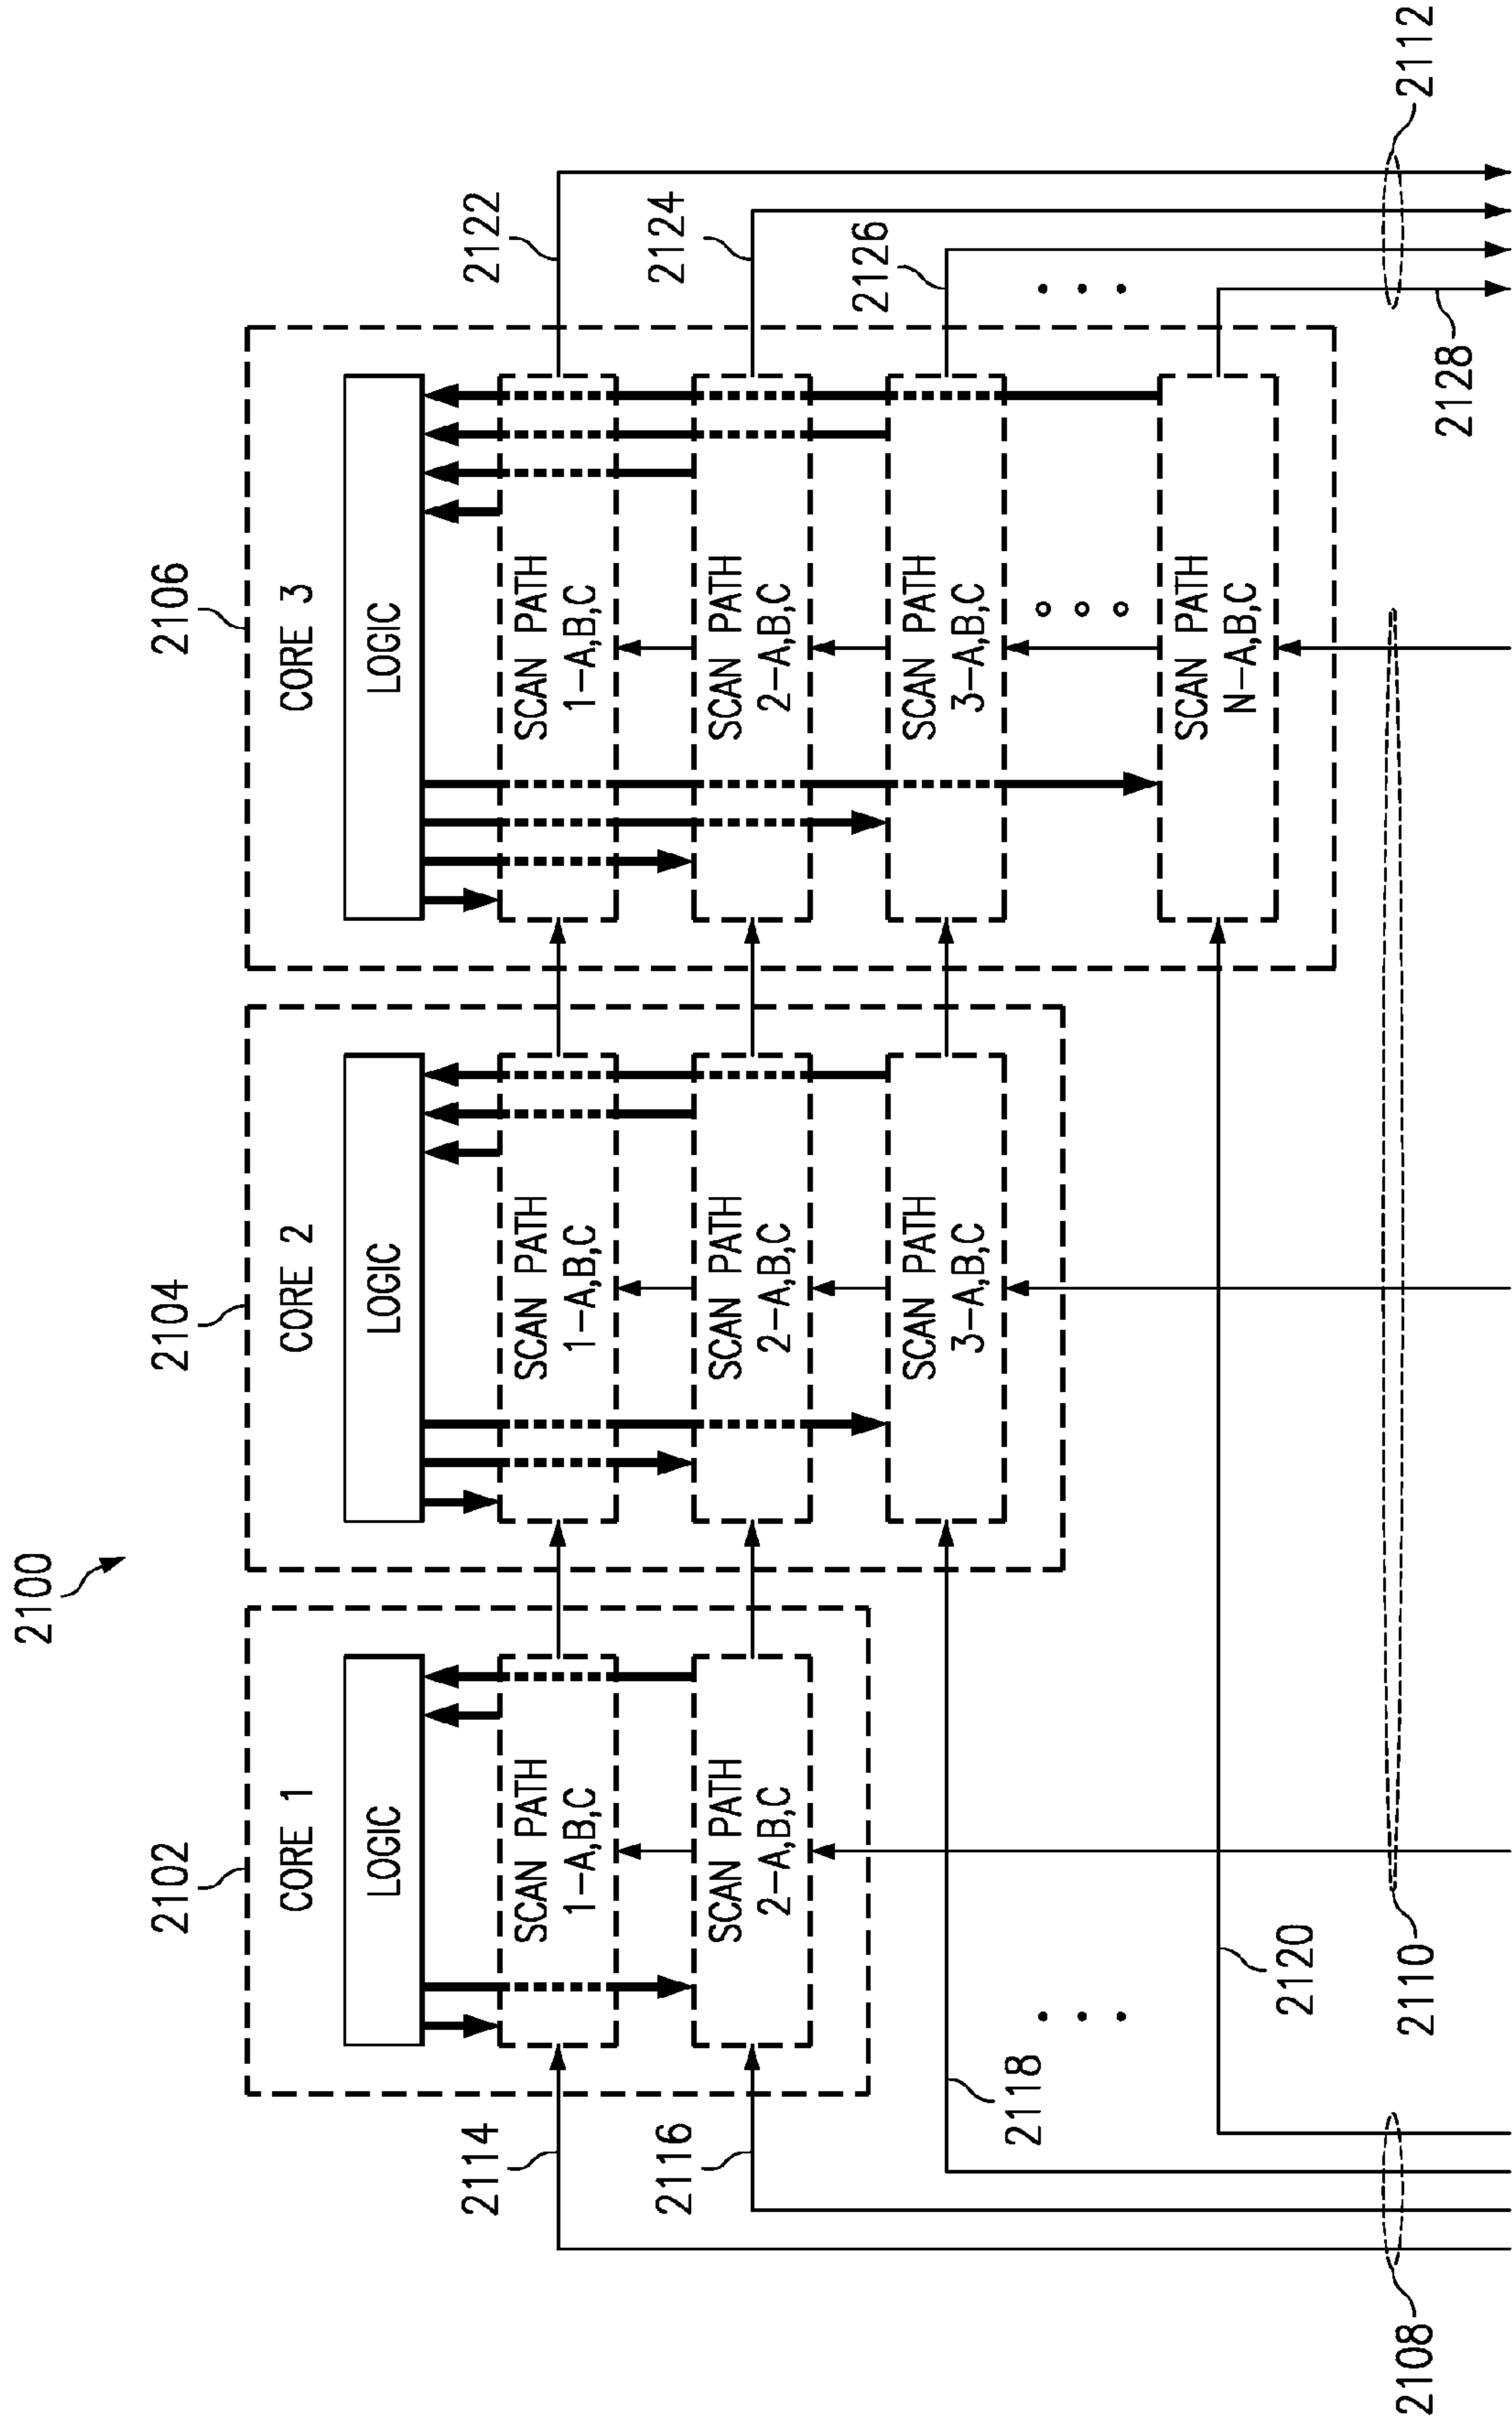 2100
2102
2104
2106
CORE 1
CORE 2
CORE 3
LOGIC
LOGIC
LOGIC
2114
SCAN PATH
1-A,B,C
SCAN PATH
1-A,B,C
SCAN PATH
1-A,B,C
2122
2116
SCAN PATH
2-A,B,C
SCAN PATH
2-A,B,C
SCAN PATH
2-A,B,C
2124
2118
SCAN PATH
3-A,B,C
SCAN PATH
3-A,B,C
2126
2120
SCAN PATH
N-A,B,C
2108
2110
2128
2112